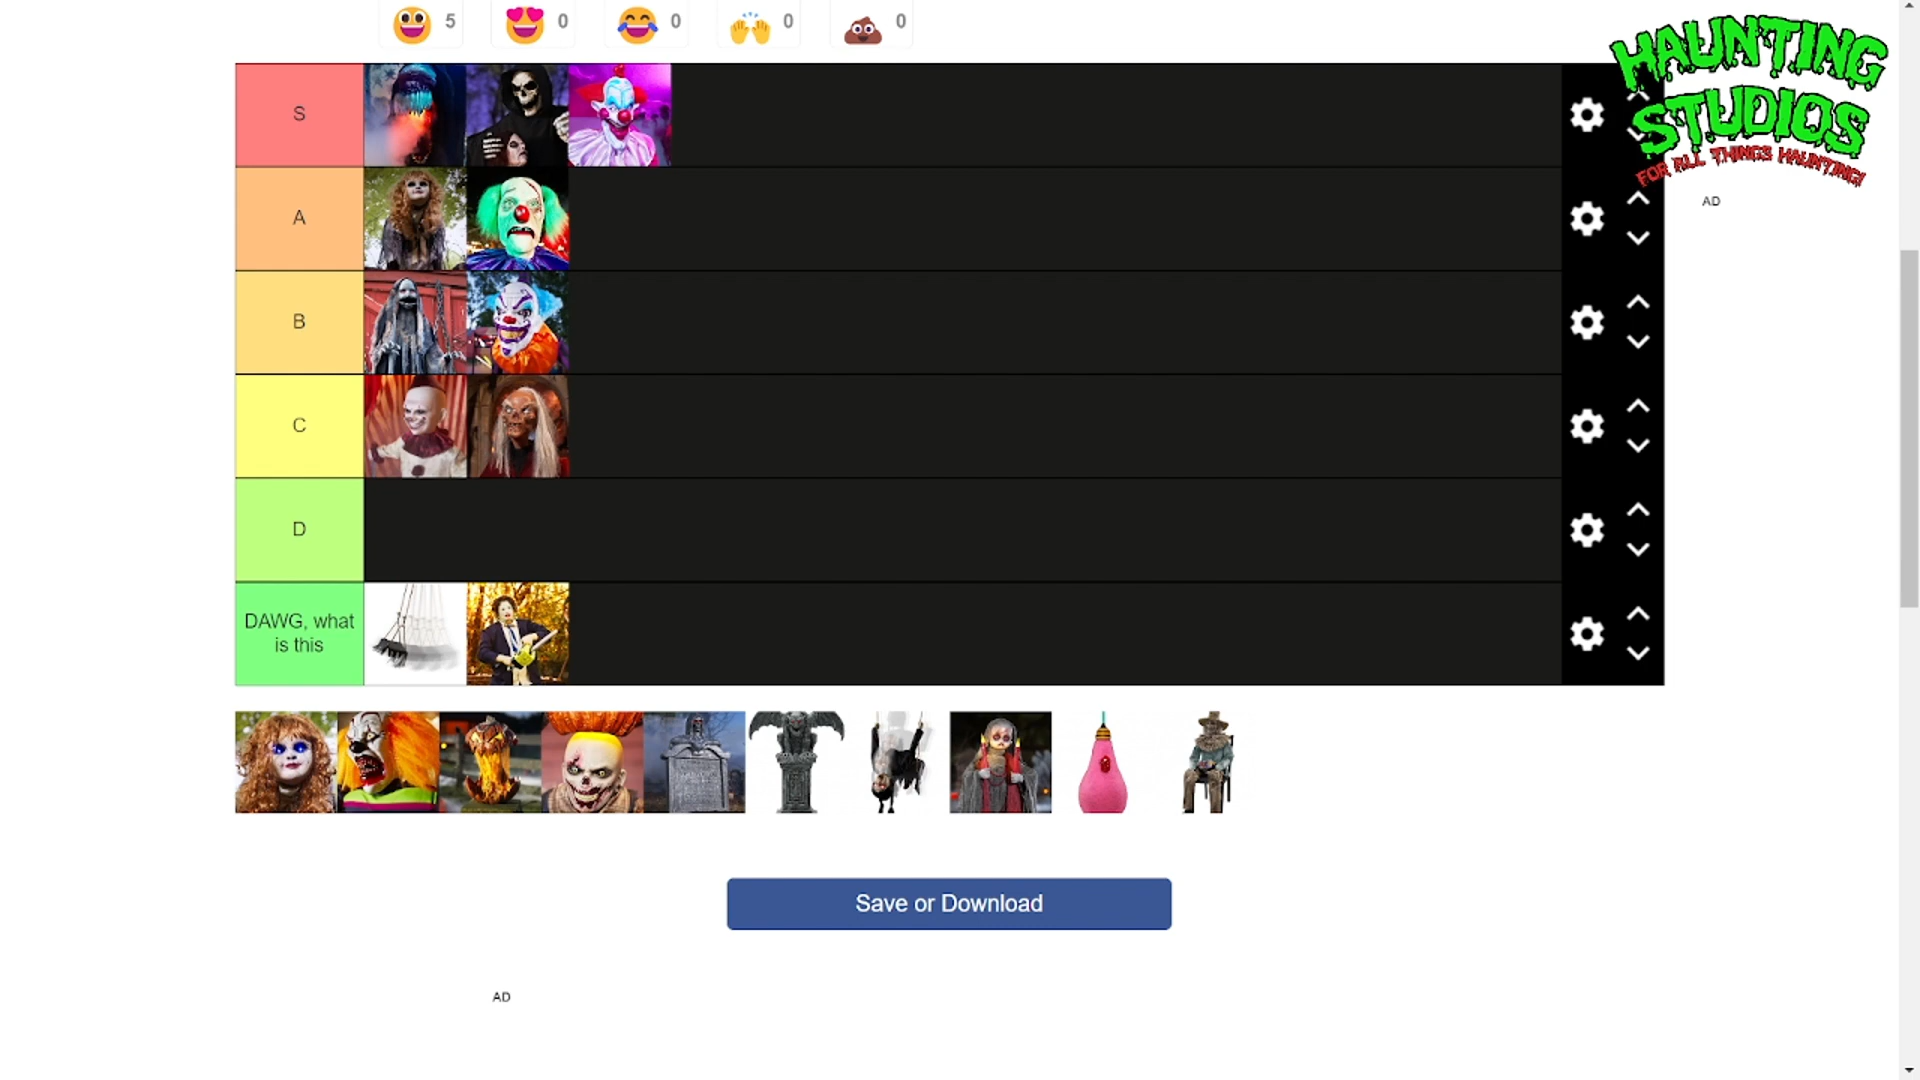 5 0 0 0 0
HAUNTING
STUDIOS
FOR ALL THINGS HAUNTING!
S
A
AD
B
C
D
DAWG, what
is this
Save or Download
AD